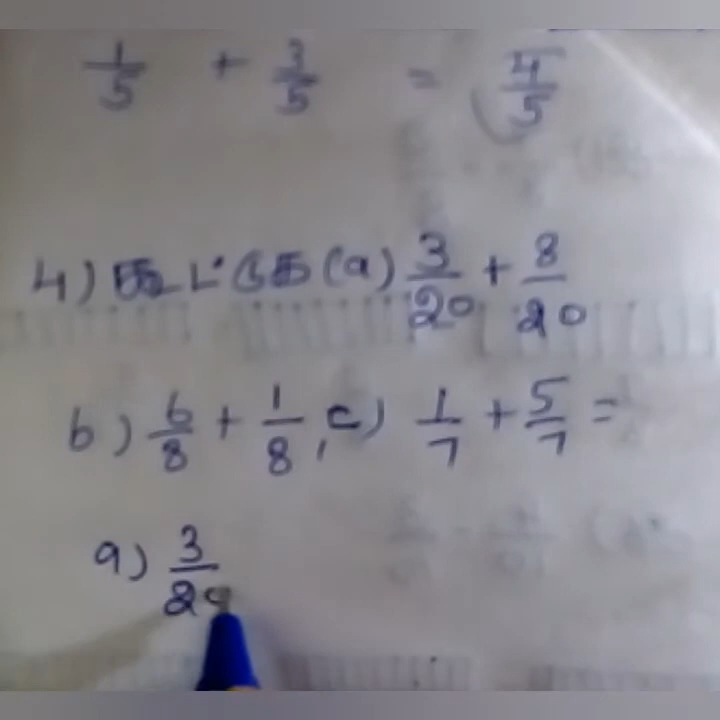 1/5 + 3/5 = 4/5
4) கூட்டுக (a) 3/20 + 8/20
b) 6/8 + 1/8, c) 1/7 + 5/7 =
a) 3/20